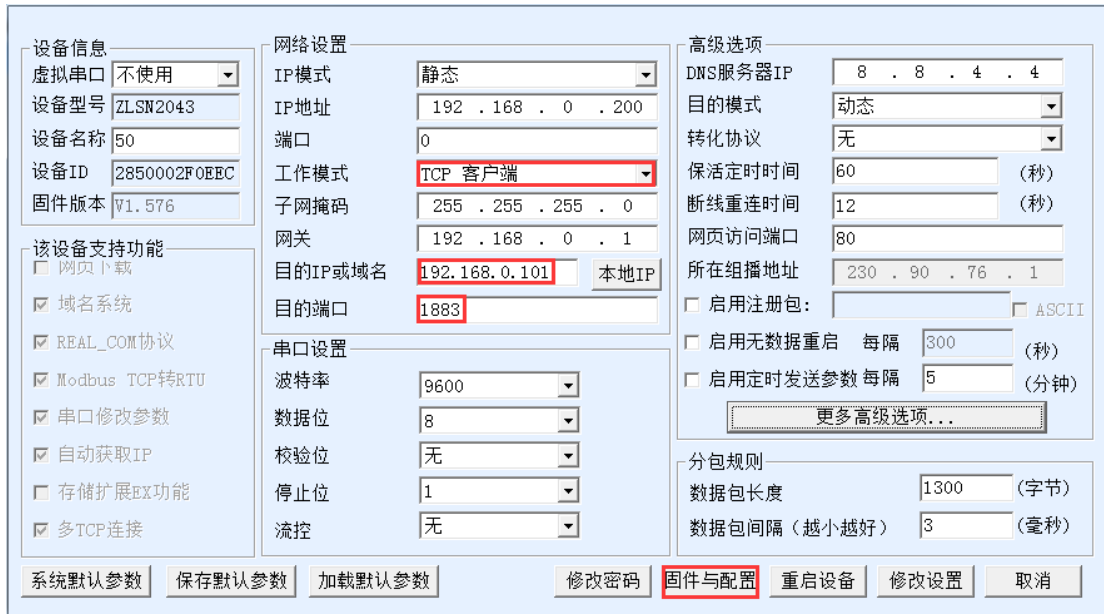 设备信息
虚拟串口 不使用
设备型号 ZLSN2043
设备名称 50
设备ID 2850002F0EEC
固件版本 V1.576
该设备支持功能
网页下载
域名系统
REAL_COM协议
Modbus TCP转RTU
串口修改参数
自动获取IP
存储扩展EX功能
多TCP连接
网络设置
IP模式 静态
IP地址 192 . 168 . 0 . 200
端口 0
工作模式 TCP 客户端
子网掩码 255 . 255 . 255 . 0
网关 192 . 168 . 0 . 1
目的IP或域名 192.168.0.101 本地IP
目的端口 1883
串口设置
波特率 9600
数据位 8
校验位 无
停止位 1
流控 无
高级选项
DNS服务器IP 8 . 8 . 4 . 4
目的模式 动态
转化协议 无
保活定时时间 60 (秒)
断线重连时间 12 (秒)
网页访问端口 80
所在组播地址 230 . 90 . 76 . 1
启用注册包: ASCII
启用无数据重启 每隔 300 (秒)
启用定时发送参数 每隔 5 (分钟)
更多高级选项...
分包规则
数据包长度 1300 (字节)
数据包间隔（越小越好） 3 (毫秒)
系统默认参数 保存默认参数 加载默认参数 修改密码 固件与配置 重启设备 修改设置 取消